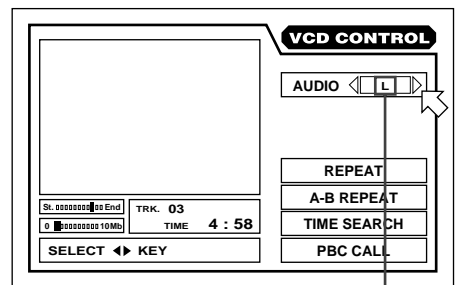 VCD CONTROL
AUDIO L
REPEAT
A-B REPEAT
TIME SEARCH
PBC CALL
St. End
0 10Mb
TRK. 03
TIME 4 : 58
SELECT ◀▶ KEY